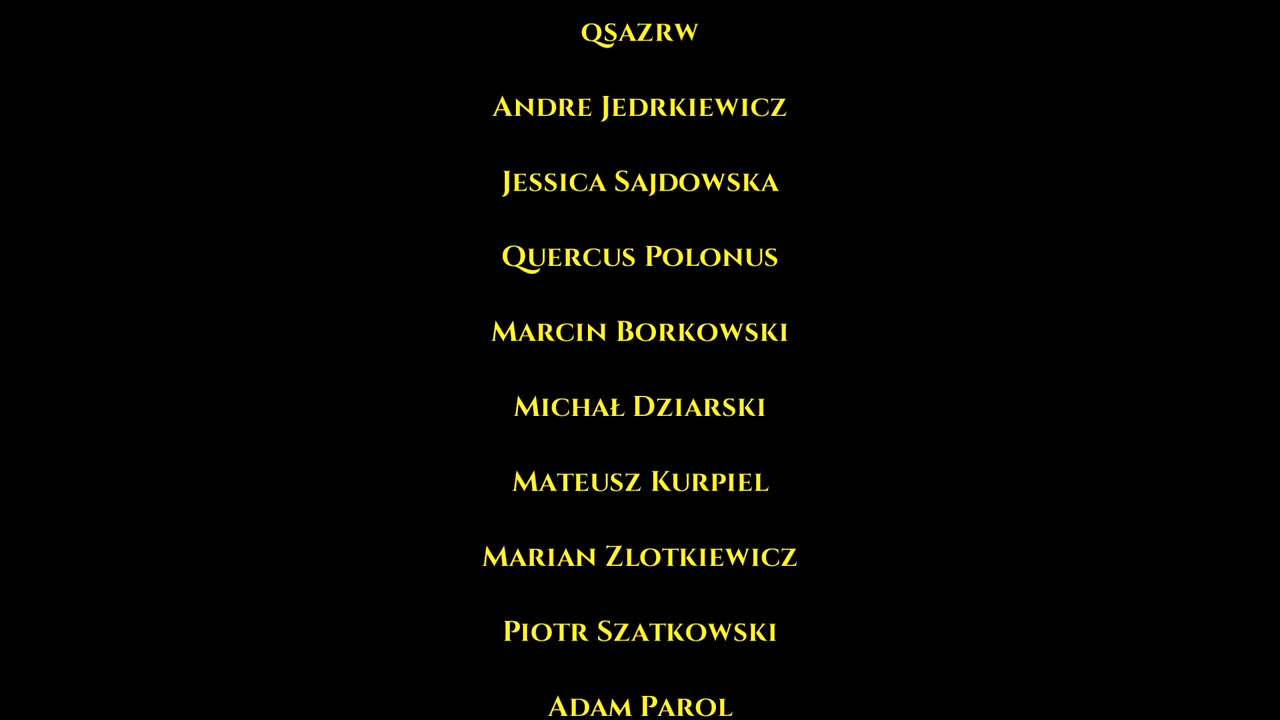 qsazrw
Andre Jedrkiewicz
Jessica Sajdowska
Quercus Polonus
Marcin Borkowski
Michał Dziarski
Mateusz Kurpiel
Marian Zlotkiewicz
Piotr Szatkowski
Adam Parol